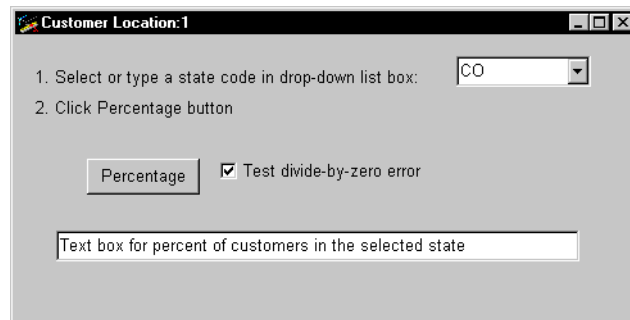 Customer Location:1
1. Select or type a state code in drop-down list box:
CO
2. Click Percentage button
Percentage
Test divide-by-zero error
Text box for percent of customers in the selected state